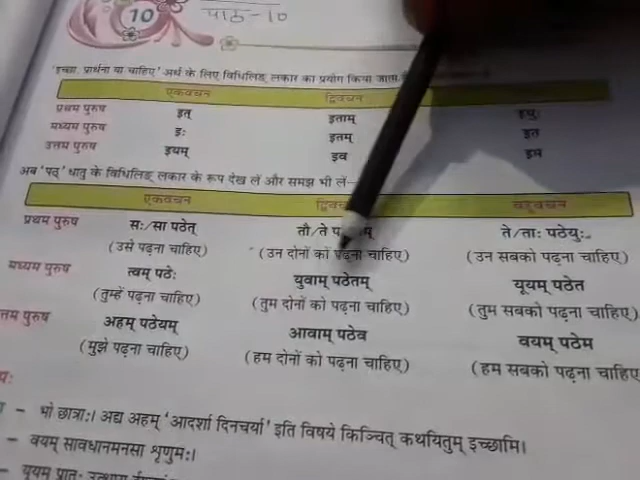 10
पाठ-10
'इच्छा, प्रार्थना या चाहिए' अर्थ के लिए विधिलिङ् लकार का प्रयोग किया जाता
एकवचन द्विवचन
प्रथम पुरुष इत् इताम् इयुः
मध्यम पुरुष इः इतम् इत
उत्तम पुरुष इयम् इव इम
अब 'पठ्' धातु के विधिलिङ् लकार के रूप देख लें और समझ भी लें—
एकवचन बहुवचन
प्रथम पुरुष सः/सा पठेत् तौ/ते ते/ताः पठेयुः
(उसे पढ़ना चाहिए) (उन दोनों को पढ़ना चाहिए) (उन सबको पढ़ना चाहिए)
मध्यम पुरुष त्वम् पठेः युवाम् पठेतम् यूयम् पठेत
(तुम्हें पढ़ना चाहिए) (तुम दोनों को पढ़ना चाहिए) (तुम सबको पढ़ना चाहिए)
त्तम पुरुष अहम् पठेयम् आवाम् पठेव वयम् पठेम
(मुझे पढ़ना चाहिए) (हम दोनों को पढ़ना चाहिए) (हम सबको पढ़ना चाहिए)
– भो छात्राः। अद्य अहम् 'आदर्शा दिनचर्या' इति विषये किञ्चित् कथयितुम् इच्छामि।
– वयम् सावधानमनसा शृणुमः।
– यूयम् प्रातः